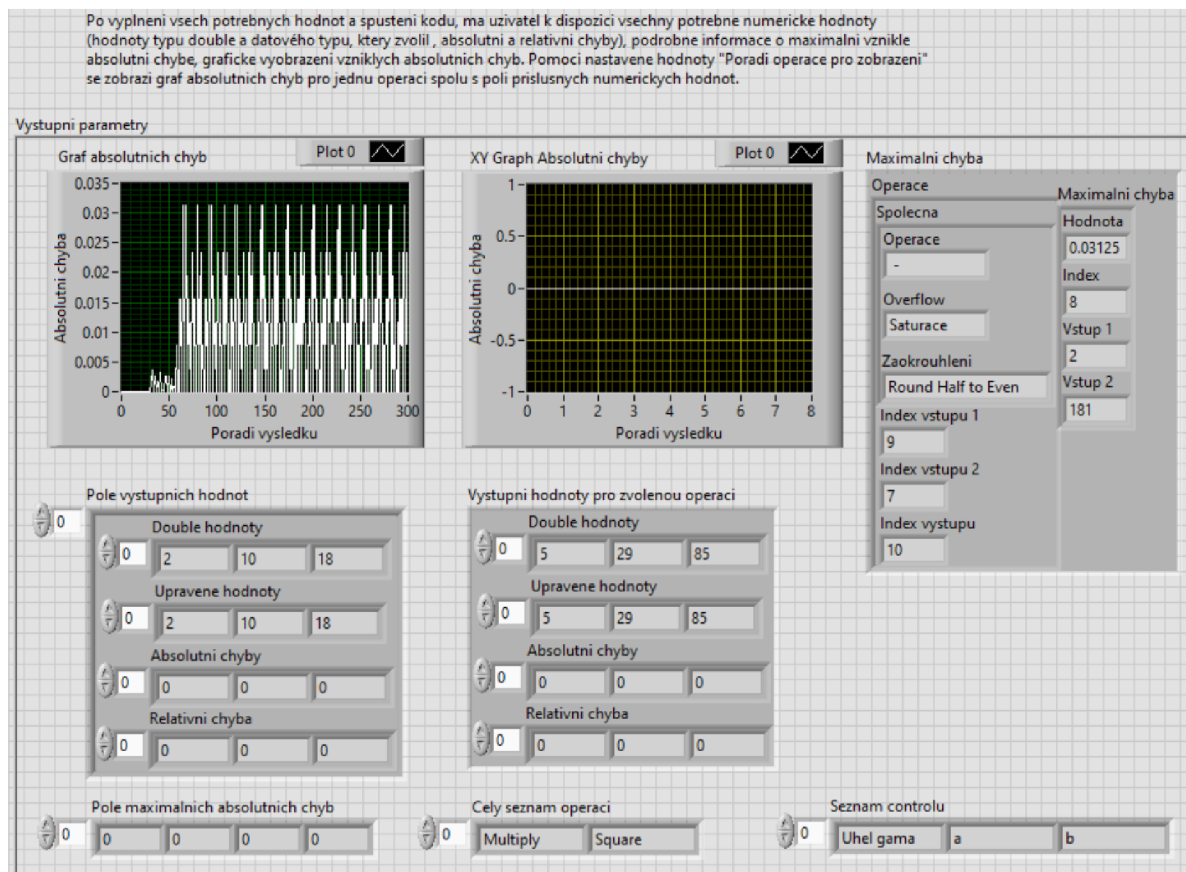 Po vyplneni vsech potrebnych hodnot a spusteni kodu, ma uzivatel k dispozici vsechny potrebne numericke hodnoty
(hodnoty typu double a datového typu, ktery zvolil , absolutni a relativni chyby), podrobne informace o maximalni vznikle
absolutni chybe, graficke vyobrazeni vzniklych absolutnich chyb. Pomoci nastavene hodnoty "Poradi operace pro zobrazeni"
se zobrazi graf absolutnich chyb pro jednu operaci spolu s poli prislusnych numerickych hodnot.
Vystupni parametry
Graf absolutnich chyb
Plot 0
Absolutni chyba
0.035
0.03
0.025
0.02
0.015
0.01
0.005
0
0 50 100 150 200 250 300
Poradi vysledku
XY Graph Absolutni chyby
Plot 0
Absolutni chyba
1
0.5
0
-0.5
-1
0 1 2 3 4 5 6 7 8
Poradi vysledku
Maximalni chyba
Operace
Spolecna
Operace
-
Overflow
Saturace
Zaokrouhleni
Round Half to Even
Index vstupu 1
9
Index vstupu 2
7
Index vystupu
10
Maximalni chyba
Hodnota
0.03125
Index
8
Vstup 1
2
Vstup 2
181
Pole vystupnich hodnot
0
Double hodnoty
0 2 10 18
Upravene hodnoty
0 2 10 18
Absolutni chyby
0 0 0 0
Relativni chyba
0 0 0 0
Vystupni hodnoty pro zvolenou operaci
Double hodnoty
0 5 29 85
Upravene hodnoty
0 5 29 85
Absolutni chyby
0 0 0 0
Relativni chyba
0 0 0 0
Pole maximalnich absolutnich chyb
0 0 0 0 0
Cely seznam operaci
0 Multiply Square
Seznam controlu
0 Uhel gama a b